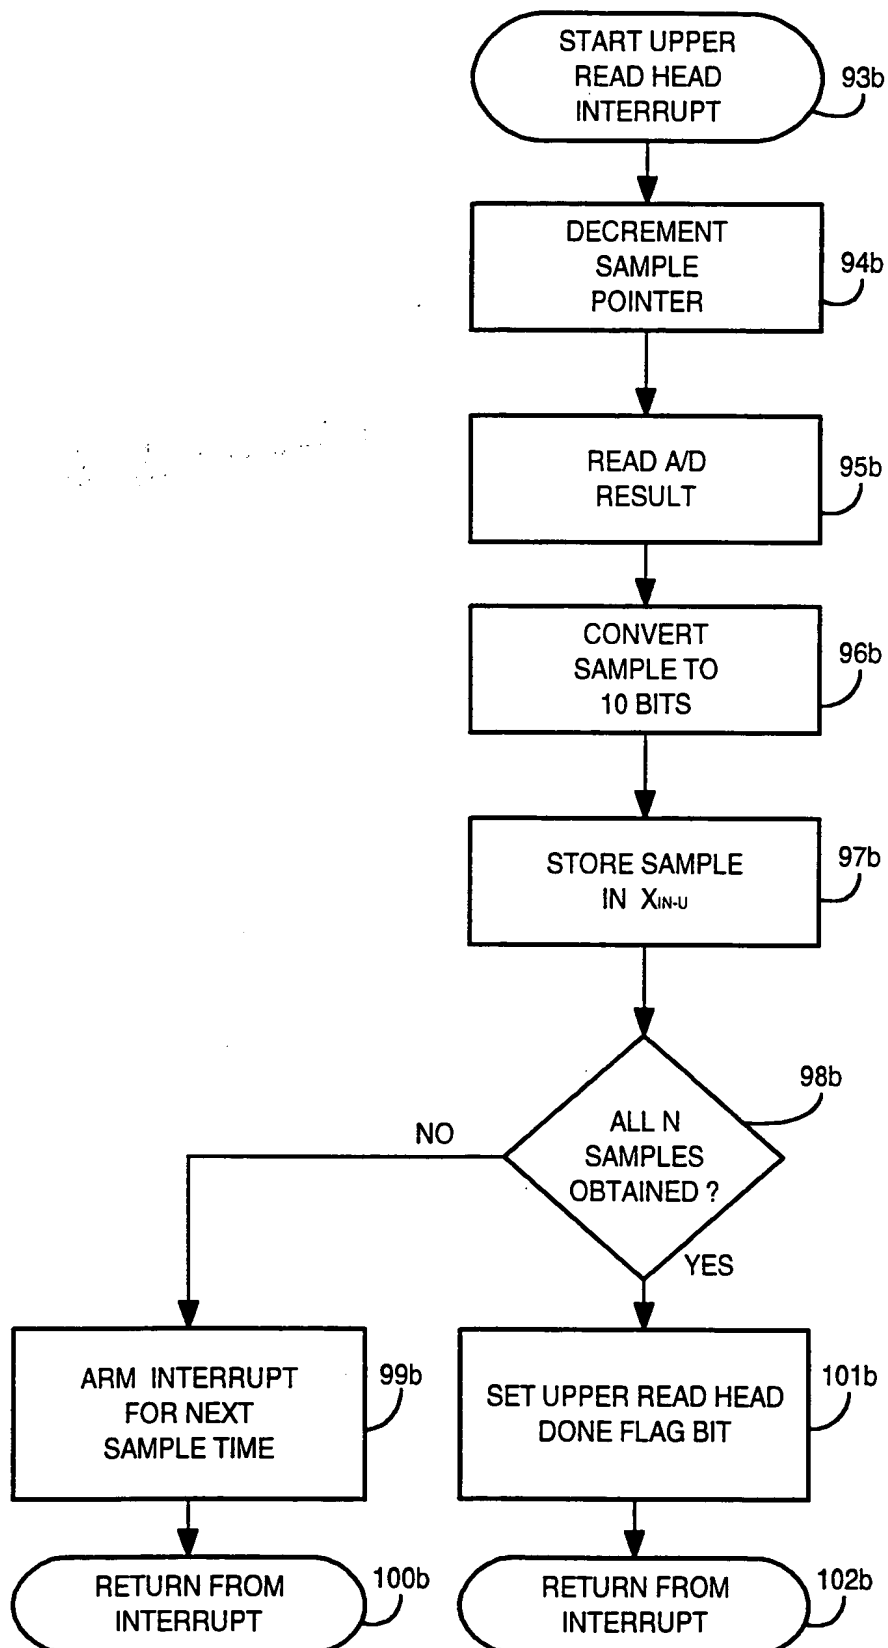 START UPPER
READ HEAD
INTERRUPT
93b
DECREMENT
SAMPLE
POINTER
94b
READ A/D
RESULT
95b
CONVERT
SAMPLE TO
10 BITS
96b
STORE SAMPLE
IN XIN-U
97b
ALL N
SAMPLES
OBTAINED ?
98b
NO
YES
ARM INTERRUPT
FOR NEXT
SAMPLE TIME
99b
SET UPPER READ HEAD
DONE FLAG BIT
101b
RETURN FROM
INTERRUPT
100b
RETURN FROM
INTERRUPT
102b